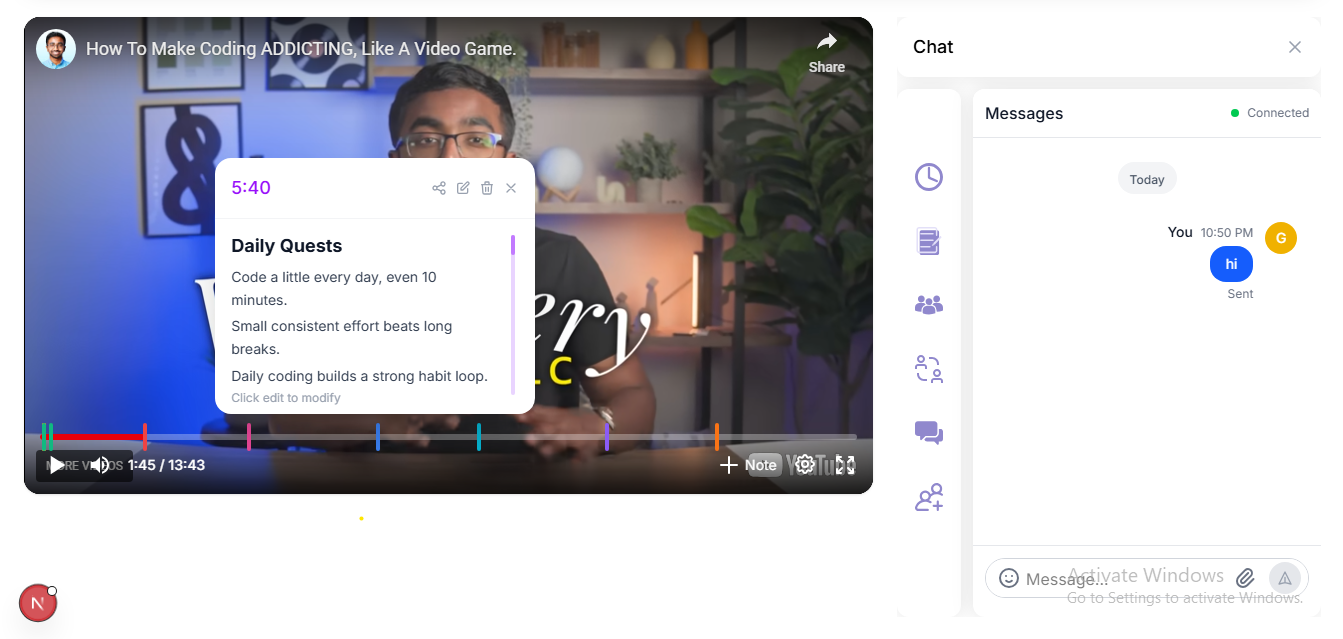 How To Make Coding ADDICTING, Like A Video Game.
Share
5:40
Daily Quests
Code a little every day, even 10
minutes.
Small consistent effort beats long
breaks.
Daily coding builds a strong habit loop.
Click edit to modify
ery
LC
MORE VIDEOS
1:45 / 13:43
Note
YouTube
N
Chat
Messages
Connected
Today
You 10:50 PM
G
hi
Sent
Message...
Activate Windows
Go to Settings to activate Windows.